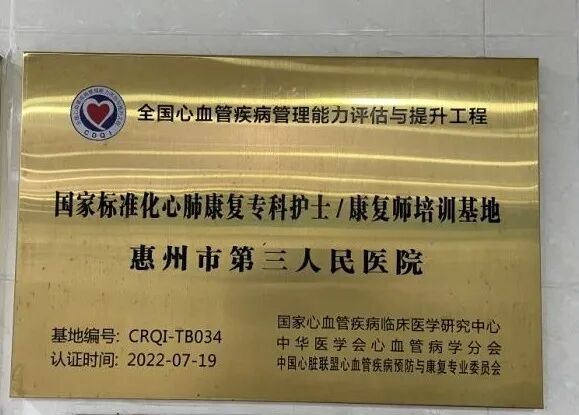 CDQI
全国心血管疾病管理能力评估与提升工程
国家标准化心肺康复专科护士/康复师培训基地
惠州市第三人民医院
基地编号: CRQI-TB034
认证时间: 2022-07-19
国家心血管疾病临床医学研究中心
中华医学会心血管病学分会
中国心脏联盟心血管疾病预防与康复专业委员会